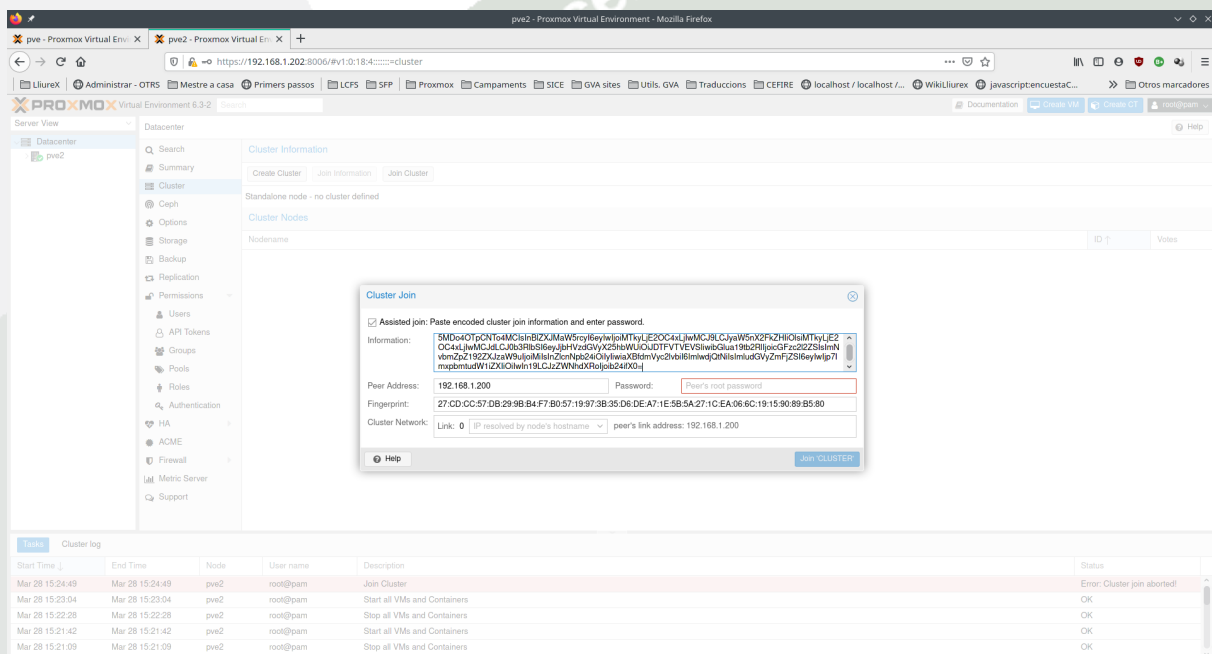 pve2 - Proxmox Virtual Environment - Mozilla Firefox
pve - Proxmox Virtual Envi
pve2 - Proxmox Virtual En
https://192.168.1.202:8006/#v1:0:18:4:::::::=cluster
LliureX
Administrar - OTRS
Mestre a casa
Primers passos
LCFS
SFP
Proxmox
Campaments
SICE
GVA sites
Utils. GVA
Traduccions
CEFIRE
localhost / localhost /...
WikiLliurex
javascript:encuestaC...
Otros marcadores
PROXMOX Virtual Environment 6.3-2
Search
Documentation
Create VM
Create CT
root@pam
Server View
Datacenter
Help
Datacenter
pve2
Search
Summary
Cluster
Ceph
Options
Storage
Backup
Replication
Permissions
Users
API Tokens
Groups
Pools
Roles
Authentication
HA
ACME
Firewall
Metric Server
Support
Cluster Information
Create Cluster
Join Information
Join Cluster
Standalone node - no cluster defined
Cluster Nodes
Nodename
ID ↑
Votes
Cluster Join
Assisted join: Paste encoded cluster join information and enter password.
Information:
Peer Address:
192.168.1.200
Password:
Peer's root password
Fingerprint:
27:CD:CC:57:DB:29:9B:B4:F7:B0:57:19:97:3B:35:D6:DE:A7:1E:5B:5A:27:1C:EA:06:6C:19:15:90:89:B5:80
Cluster Network:
Link: 0
IP resolved by node's hostname
peer's link address: 192.168.1.200
Help
Join 'CLUSTER'
Tasks
Cluster log
Start Time ↓ End Time Node User name Description Status
Mar 28 15:24:49 Mar 28 15:24:49 pve2 root@pam Join Cluster Error: Cluster join aborted!
Mar 28 15:23:04 Mar 28 15:23:04 pve2 root@pam Start all VMs and Containers OK
Mar 28 15:22:28 Mar 28 15:22:28 pve2 root@pam Stop all VMs and Containers OK
Mar 28 15:21:42 Mar 28 15:21:42 pve2 root@pam Start all VMs and Containers OK
Mar 28 15:21:09 Mar 28 15:21:09 pve2 root@pam Stop all VMs and Containers OK